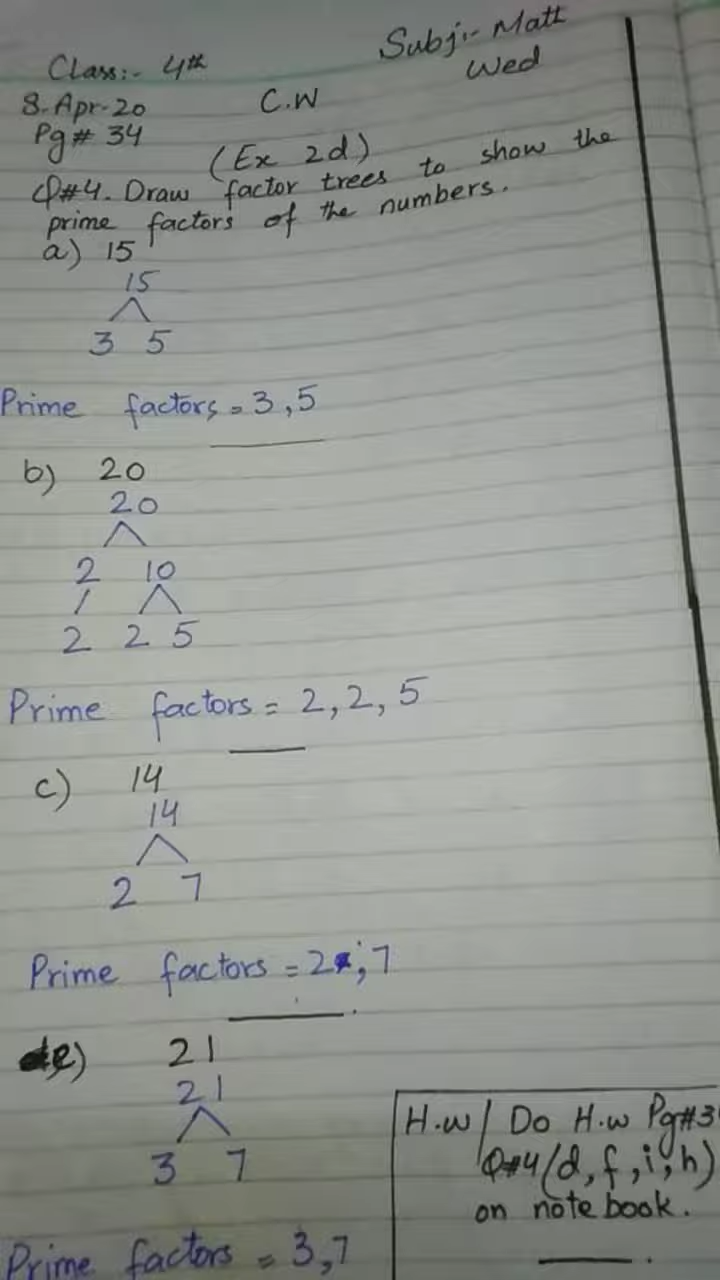 Subj:- Math
Class:- 4th
Wed
8-Apr-20
C.W
Pg# 34
(Ex 2d)
Q#4. Draw factor trees to show the
prime factors of the numbers.
a) 15
15
3 5
Prime factors = 3,5
b) 20
20
2 10
2 2 5
Prime factors = 2, 2, 5
c) 14
14
2 7
Prime factors = 2, 7
e) 21
21
3 7
Prime factors = 3,7
H.w / Do H.w Pg#3
Q#4/(d, f, i, h)
on notebook.